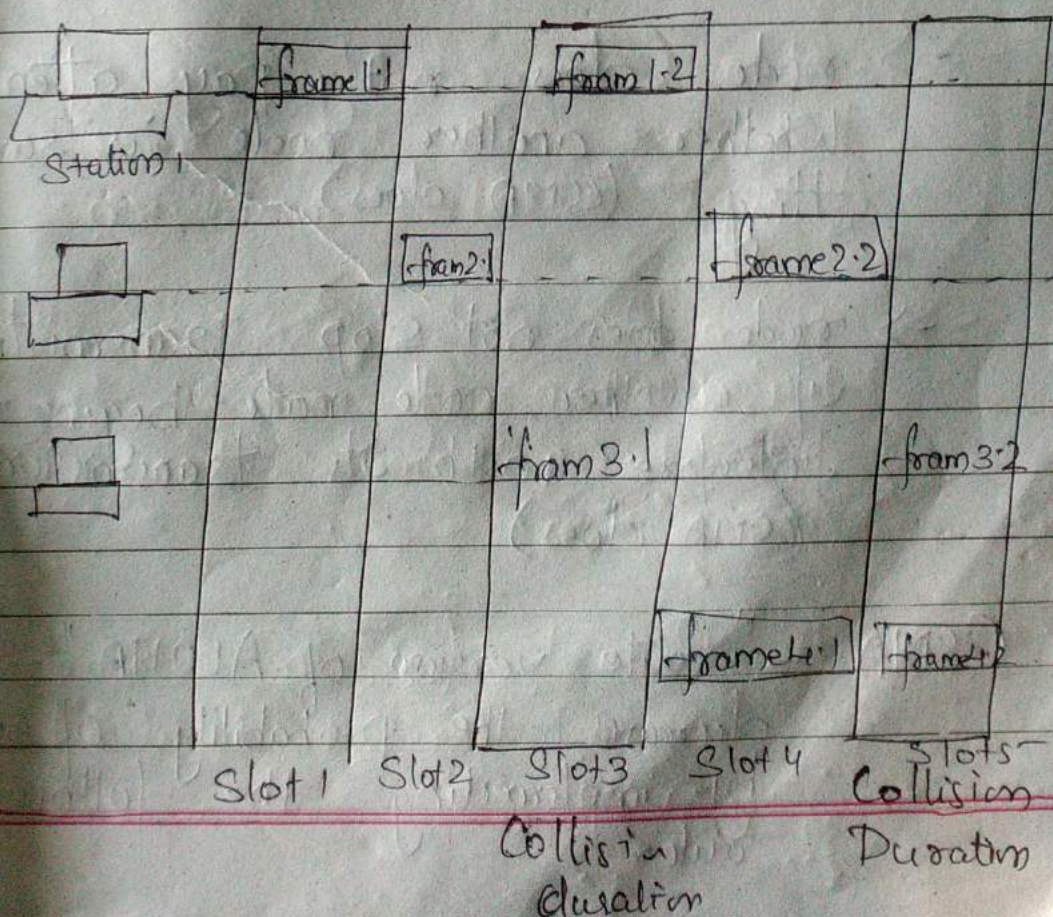 frame 1.1 fram 1.2
Station 1
fram 2.1 frame 2.2
fram 3.1 fram 3.2
frame 4.1 frame 4.2
Slot 1 Slot 2 Slot 3 Slot 4 Slot 5
Collision
Collisin Duration
duration